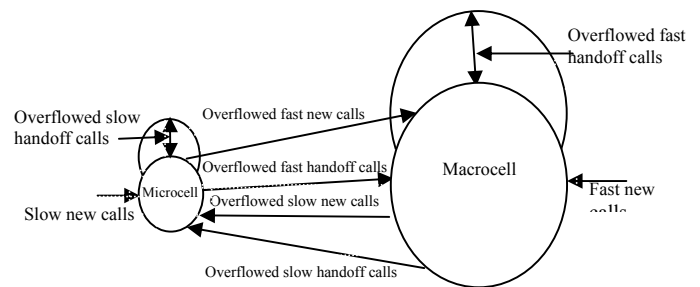 Overflowed fast
handoff calls
Overflowed slow
handoff calls
Overflowed fast new calls
Overflowed fast handoff calls
Macrocell
Microcell
Fast new
calls
Overflowed slow new calls
Slow new calls
Overflowed slow handoff calls